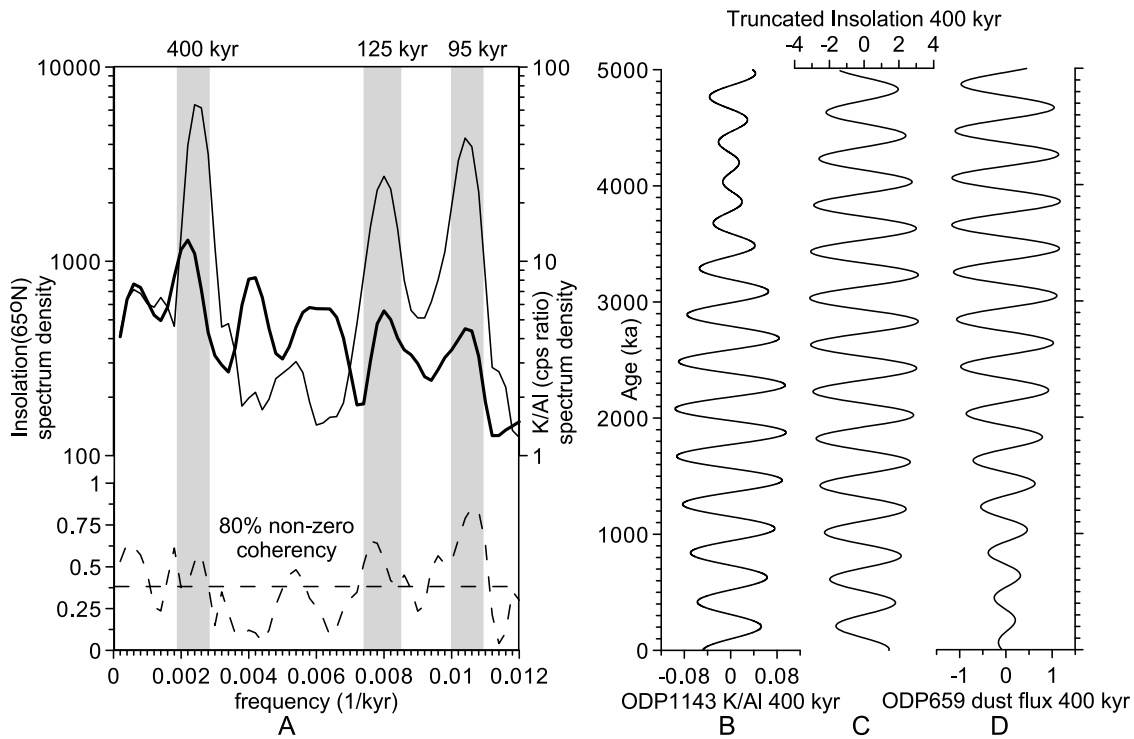 400 kyr
125 kyr
95 kyr
10000
1000
100
1
0.75
0.5
0.25
0
Insolation(65ºN)
spectrum density
100
10
1
K/Al (cps ratio)
spectrum density
80% non-zero
coherency
0
0.002
0.004
0.006
0.008
0.01
0.012
frequency (1/kyr)
A
Truncated Insolation 400 kyr
-4 -2 0 2 4
5000
4000
3000
2000
1000
0
Age (ka)
-0.08 0 0.08
ODP1143 K/Al 400 kyr
B
C
-1 0 1
ODP659 dust flux 400 kyr
D